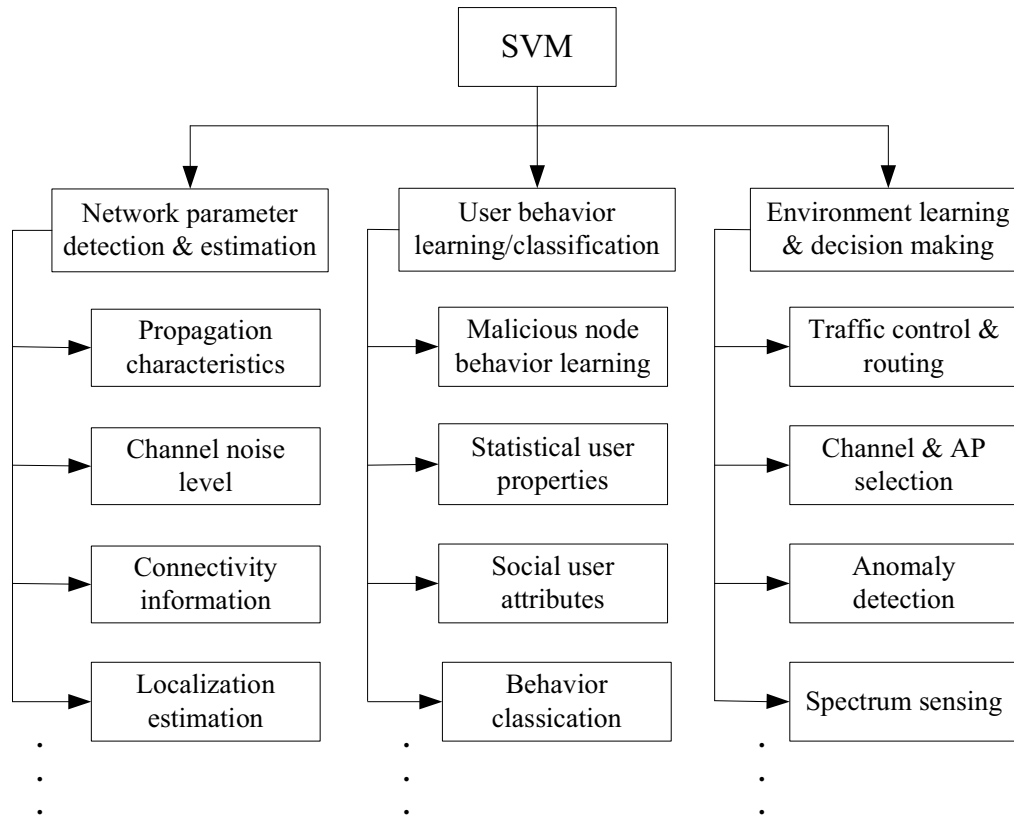 SVM
Network parameter
detection & estimation
Propagation
characteristics
Channel noise
level
Connectivity
information
Localization
estimation
User behavior
learning/classification
Malicious node
behavior learning
Statistical user
properties
Social user
attributes
Behavior
classication
Environment learning
& decision making
Traffic control &
routing
Channel & AP
selection
Anomaly
detection
Spectrum sensing